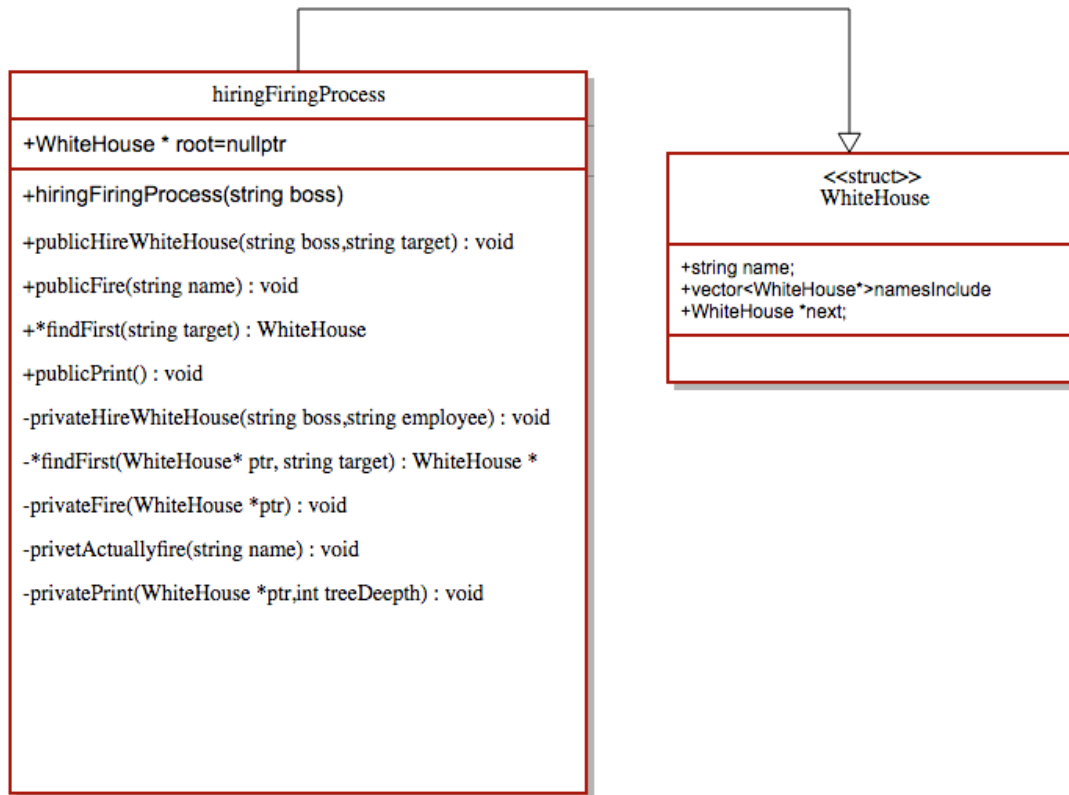 hiringFiringProcess
+WhiteHouse * root=nullptr
+hiringFiringProcess(string boss)
+publicHireWhiteHouse(string boss,string target) : void
+publicFire(string name) : void
+*findFirst(string target) : WhiteHouse
+publicPrint() : void
-privateHireWhiteHouse(string boss,string employee) : void
-*findFirst(WhiteHouse* ptr, string target) : WhiteHouse *
-privateFire(WhiteHouse *ptr) : void
-privetActuallyfire(string name) : void
-privatePrint(WhiteHouse *ptr,int treeDeepth) : void
<<struct>>
WhiteHouse
+string name;
+vector<WhiteHouse*>namesInclude
+WhiteHouse *next;